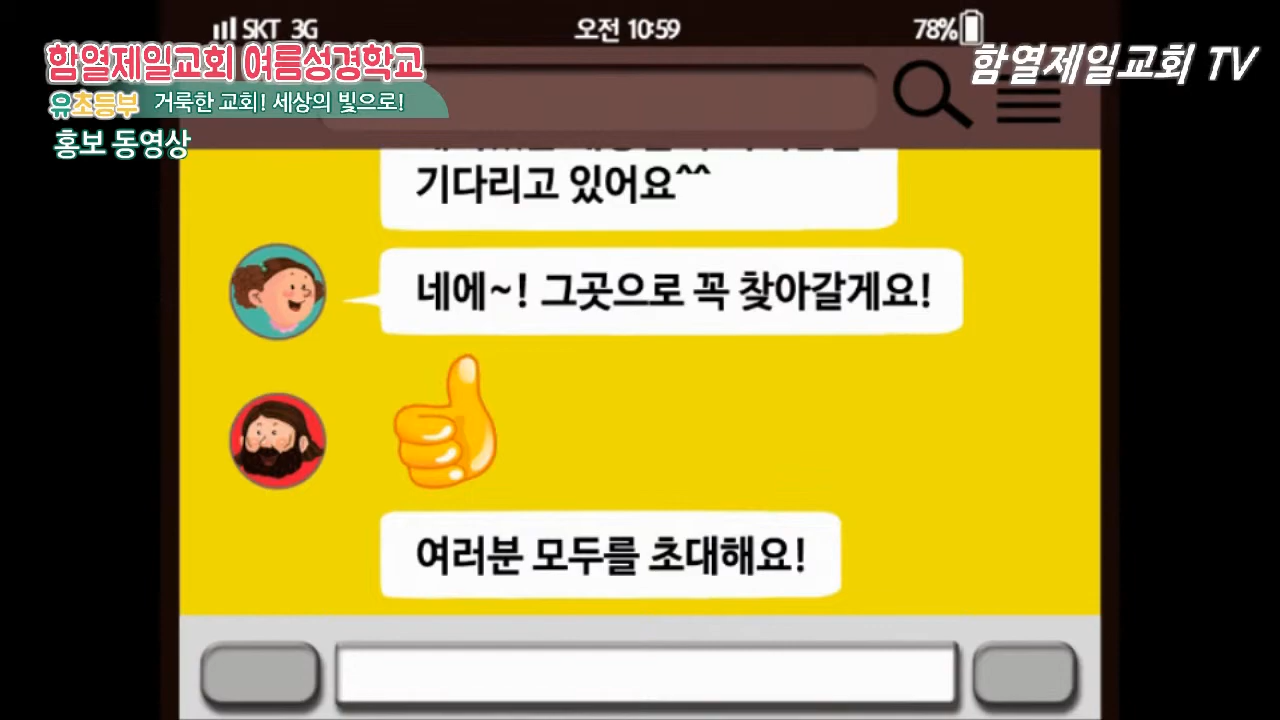 SKT 3G
오전 10:59
78%
함열제일교회 여름성경학교
함열제일교회 TV
유초등부 거룩한 교회! 세상의 빛으로!
홍보 동영상
기다리고 있어요^^
네에~! 그곳으로 꼭 찾아갈게요!
여러분 모두를 초대해요!